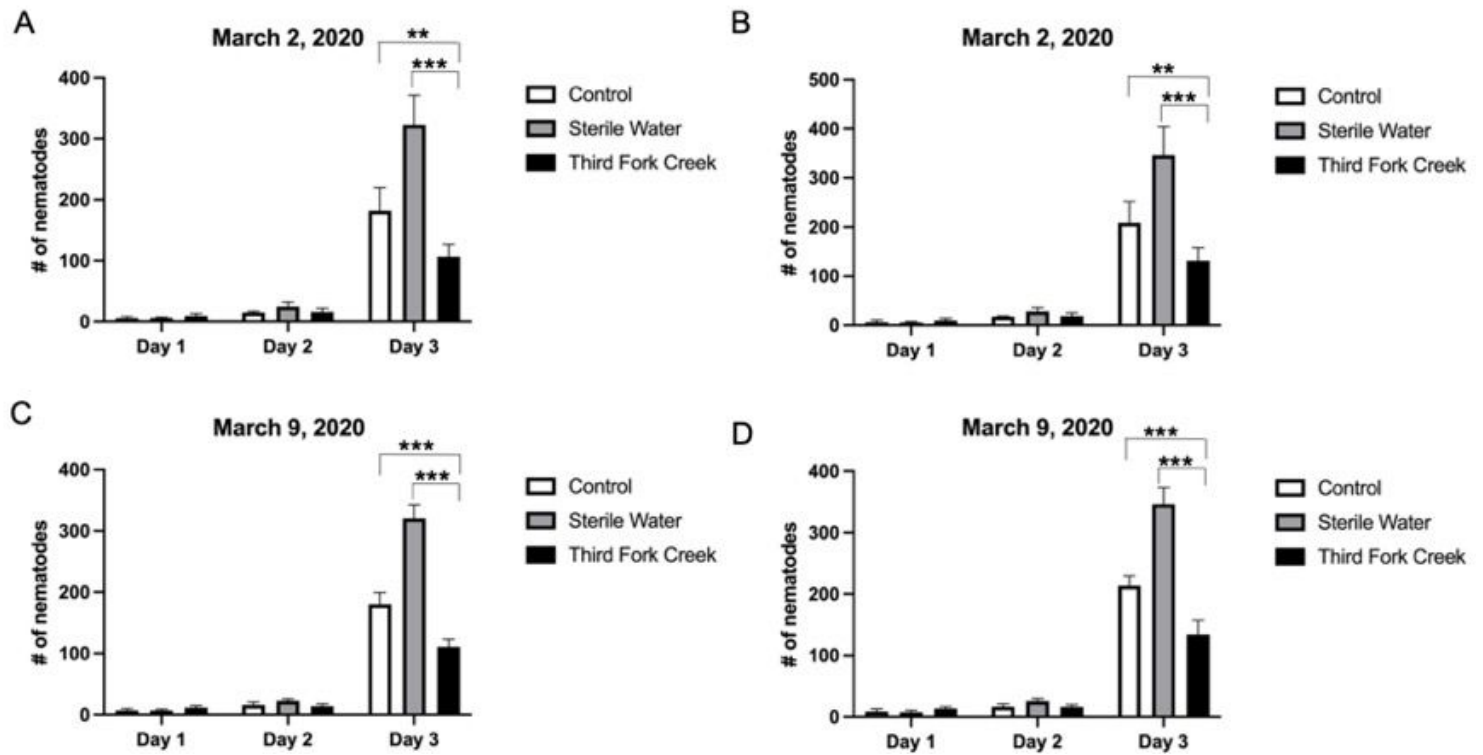 A
March 2, 2020
**
***
# of nematodes
400
300
200
100
0
Day 1
Day 2
Day 3
Control
Sterile Water
Third Fork Creek
B
March 2, 2020
**
***
# of nematodes
500
400
300
200
100
0
Day 1
Day 2
Day 3
Control
Sterile Water
Third Fork Creek
C
March 9, 2020
***
***
# of nematodes
400
300
200
100
0
Day 1
Day 2
Day 3
Control
Sterile Water
Third Fork Creek
D
March 9, 2020
***
***
# of nematodes
400
300
200
100
0
Day 1
Day 2
Day 3
Control
Sterile Water
Third Fork Creek